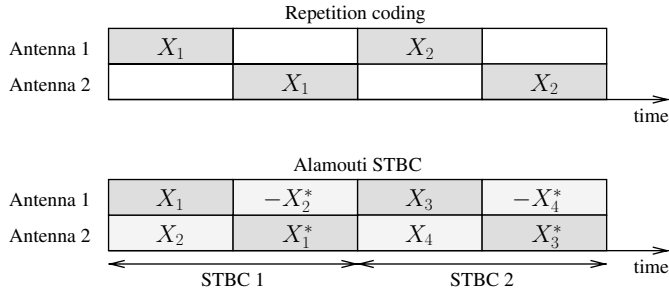 Repetition coding
Antenna 1 X₁ X₂
Antenna 2 X₁ X₂
time
Alamouti STBC
Antenna 1 X₁ −X₂* X₃ −X₄*
Antenna 2 X₂ X₁* X₄ X₃*
time
STBC 1 STBC 2